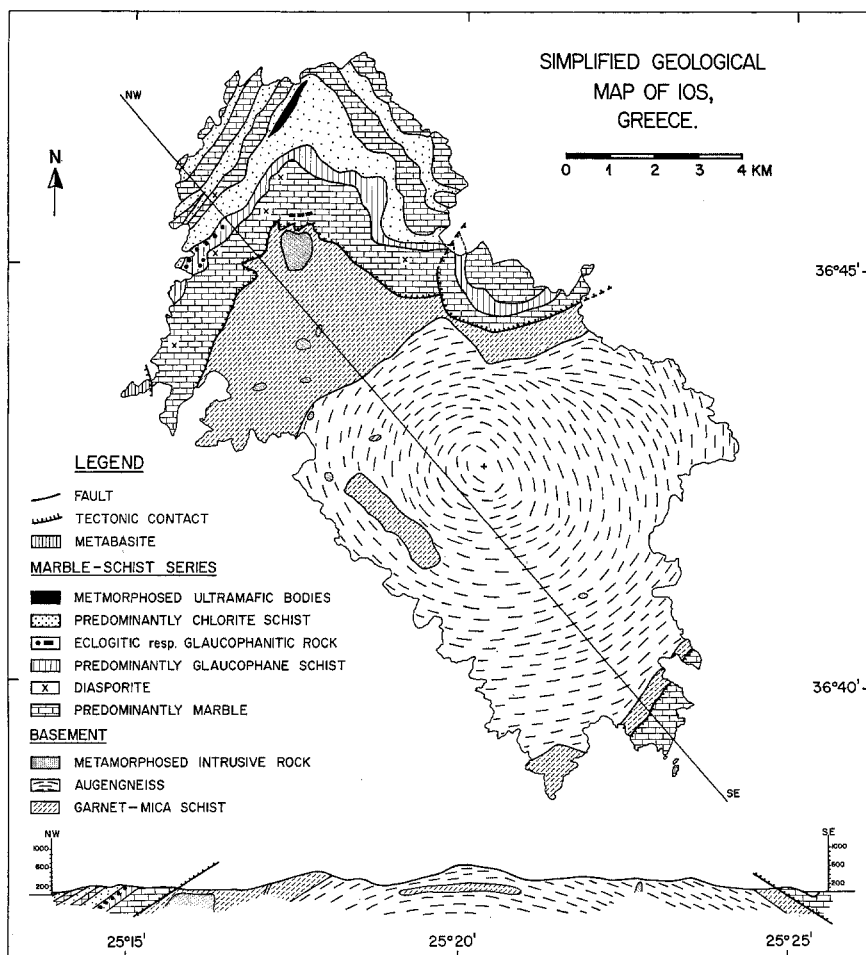 SIMPLIFIED GEOLOGICAL
MAP OF IOS,
GREECE.
0 1 2 3 4 KM
NW
N
36°45'
36°40'
SE
LEGEND
FAULT
TECTONIC CONTACT
METABASITE
MARBLE-SCHIST SERIES
METMORPHOSED ULTRAMAFIC BODIES
PREDOMINANTLY CHLORITE SCHIST
ECLOGITIC resp. GLAUCOPHANITIC ROCK
PREDOMINANTLY GLAUCOPHANE SCHIST
x DIASPORITE
PREDOMINANTLY MARBLE
BASEMENT
METAMORPHOSED INTRUSIVE ROCK
AUGENGNEISS
GARNET-MICA SCHIST
NW
1000
600
200
SE
1000
600
200
25°15'
25°20'
25°25'